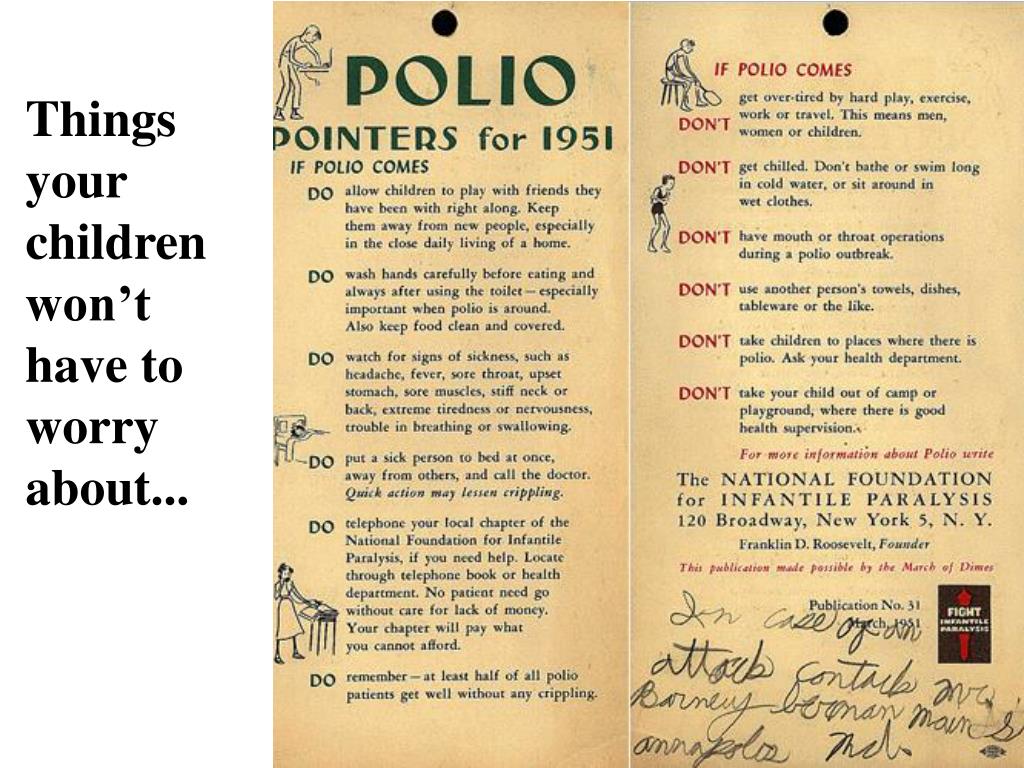 Things
your
children
won't
have to
worry
about...
POLIO
POINTERS for 1951
IF POLIO COMES
DO allow children to play with friends they
have been with right along. Keep
them away from new people, especially
in the close daily living of a home.
DO wash hands carefully before eating and
always after using the toilet — especially
important when polio is around.
Also keep food clean and covered.
DO watch for signs of sickness, such as
headache, fever, sore throat, upset
stomach, sore muscles, stiff neck or
back, extreme tiredness or nervousness,
trouble in breathing or swallowing.
DO put a sick person to bed at once,
away from others, and call the doctor.
Quick action may lessen crippling.
DO telephone your local chapter of the
National Foundation for Infantile
Paralysis, if you need help. Locate
through telephone book or health
department. No patient need go
without care for lack of money.
Your chapter will pay what
you cannot afford.
DO remember — at least half of all polio
patients get well without any crippling.
IF POLIO COMES
get over-tired by hard play, exercise,
DON'T work or travel. This means men,
women or children.
DON'T get chilled. Don't bathe or swim long
in cold water, or sit around in
wet clothes.
DON'T have mouth or throat operations
during a polio outbreak.
DON'T use another person's towels, dishes,
tableware or the like.
DON'T take children to places where there is
polio. Ask your health department.
DON'T take your child out of camp or
playground, where there is good
health supervision.
For more information about Polio write
The NATIONAL FOUNDATION
for INFANTILE PARALYSIS
120 Broadway, New York 5, N. Y.
Franklin D. Roosevelt, Founder
This publication made possible by the March of Dimes
Publication No. 31
March, 1951
FIGHT
INFANTILE
PARALYSIS
In case of an
attack contact Mr.
Barney
annapolis Md.